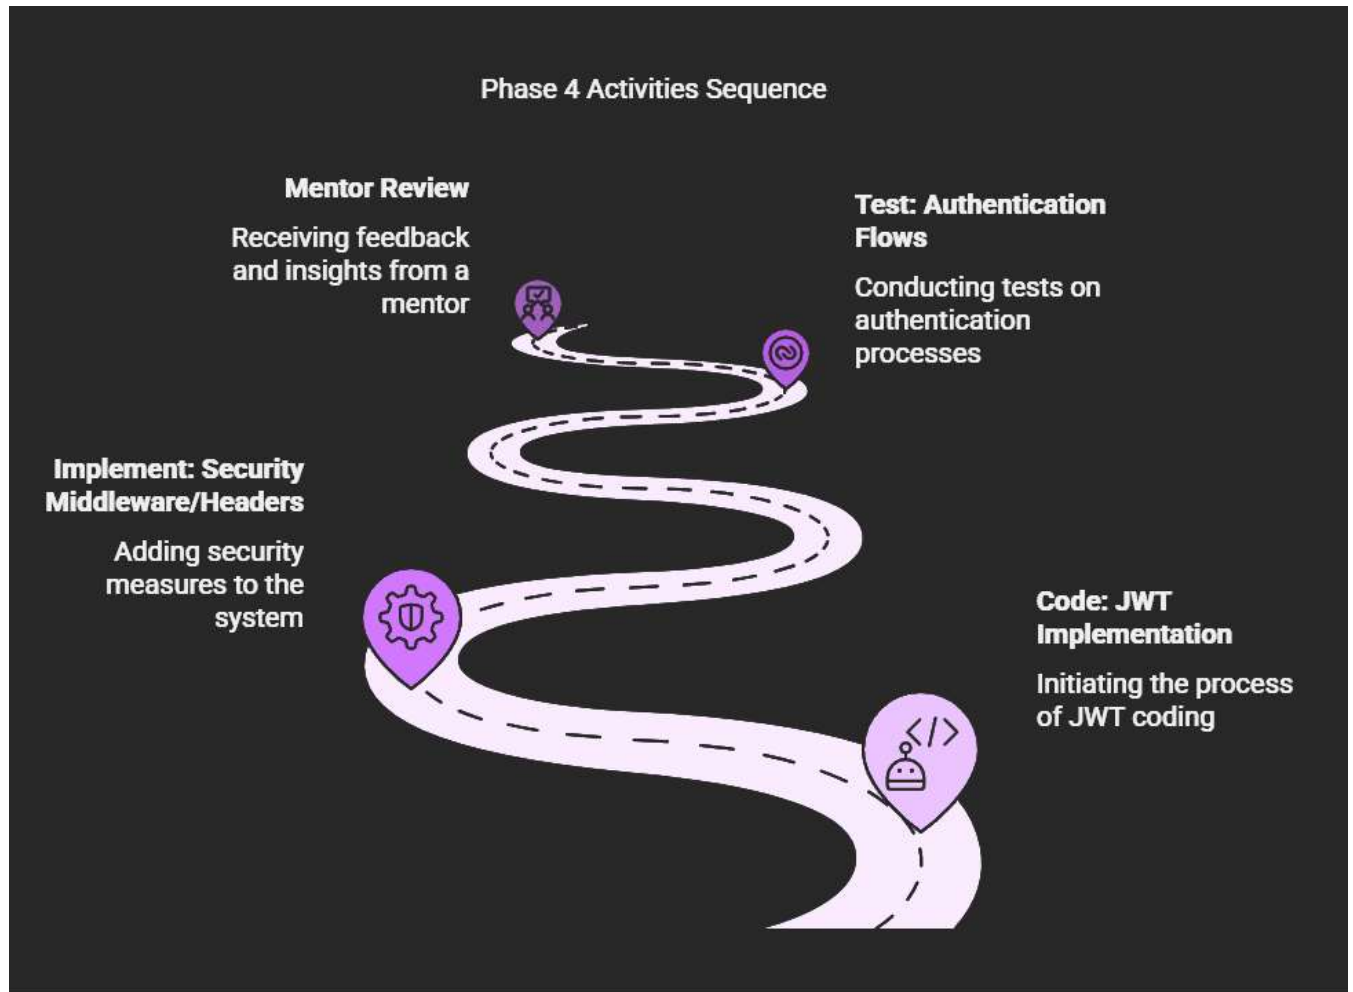 Phase 4 Activities Sequence
Mentor Review
Receiving feedback
and insights from a
mentor
Test: Authentication
Flows
Conducting tests on
authentication
processes
Implement: Security
Middleware/Headers
Adding security
measures to the
system
Code: JWT
Implementation
Initiating the process
of JWT coding